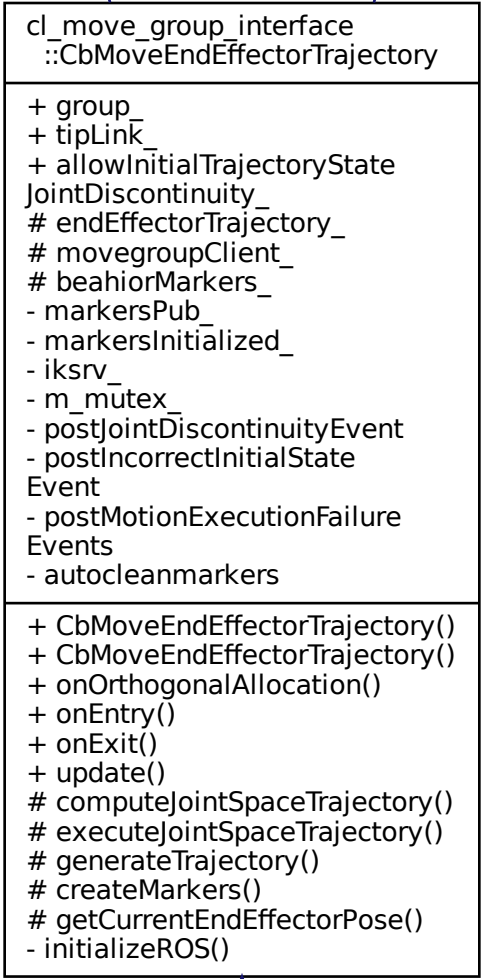 cl_move_group_interface
::CbMoveEndEffectorTrajectory
+ group_
+ tipLink_
+ allowInitialTrajectoryState
JointDiscontinuity_
# endEffectorTrajectory_
# movegroupClient_
# beahiorMarkers_
- markersPub_
- markersInitialized_
- iksrv_
- m_mutex_
- postJointDiscontinuityEvent
- postIncorrectInitialState
Event
- postMotionExecutionFailure
Events
- autocleanmarkers
+ CbMoveEndEffectorTrajectory()
+ CbMoveEndEffectorTrajectory()
+ onOrthogonalAllocation()
+ onEntry()
+ onExit()
+ update()
# computeJointSpaceTrajectory()
# executeJointSpaceTrajectory()
# generateTrajectory()
# createMarkers()
# getCurrentEndEffectorPose()
- initializeROS()